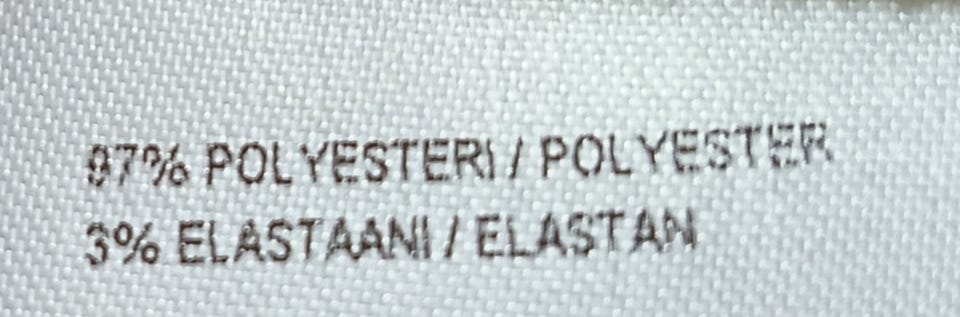 97% POLYESTERI / POLYESTER
3% ELASTAANI / ELASTAN